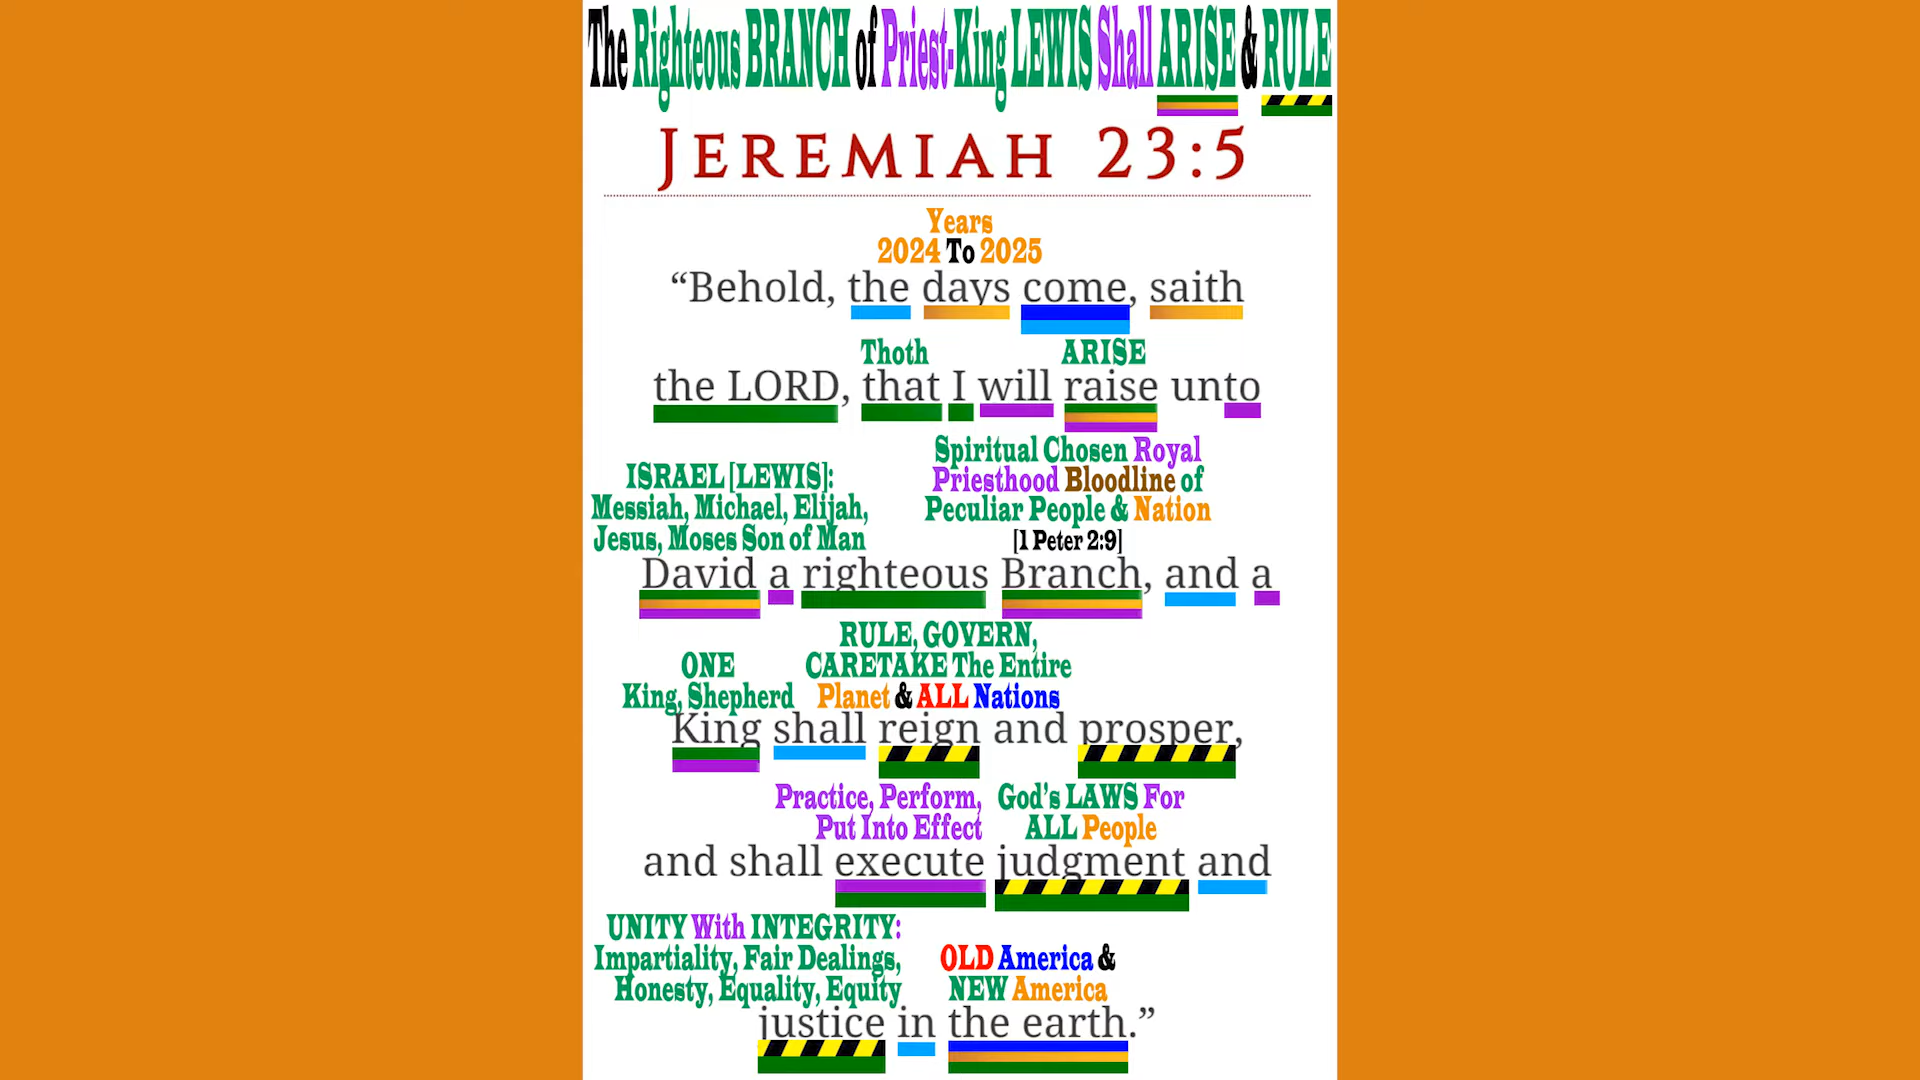 The Righteous BRANCH of Priest-King LEWIS Shall ARISE & RULE
JEREMIAH 23:5
Years
2024 To 2025
“Behold, the days come, saith
Thoth ARISE
the LORD, that I will raise unto
Spiritual Chosen Royal
Priesthood Bloodline of
Peculiar People & Nation
[1 Peter 2:9]
ISRAEL [LEWIS]:
Messiah, Michael, Elijah,
Jesus, Moses Son of Man
David a righteous Branch, and a
ONE
King, Shepherd
RULE, GOVERN,
CARETAKE The Entire
Planet & ALL Nations
King shall reign and prosper,
Practice, Perform,
Put Into Effect
God's LAWS For
ALL People
and shall execute judgment and
UNITY With INTEGRITY:
Impartiality, Fair Dealings,
Honesty, Equality, Equity
OLD America &
NEW America
justice in the earth.”